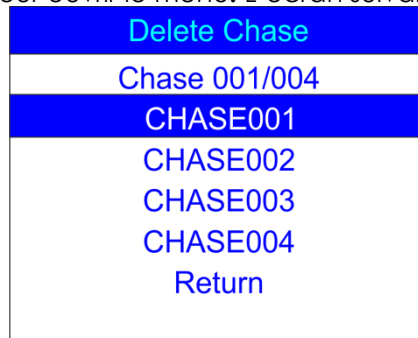 Delete Chase
Chase 001/004
CHASE001
CHASE002
CHASE003
CHASE004
Return